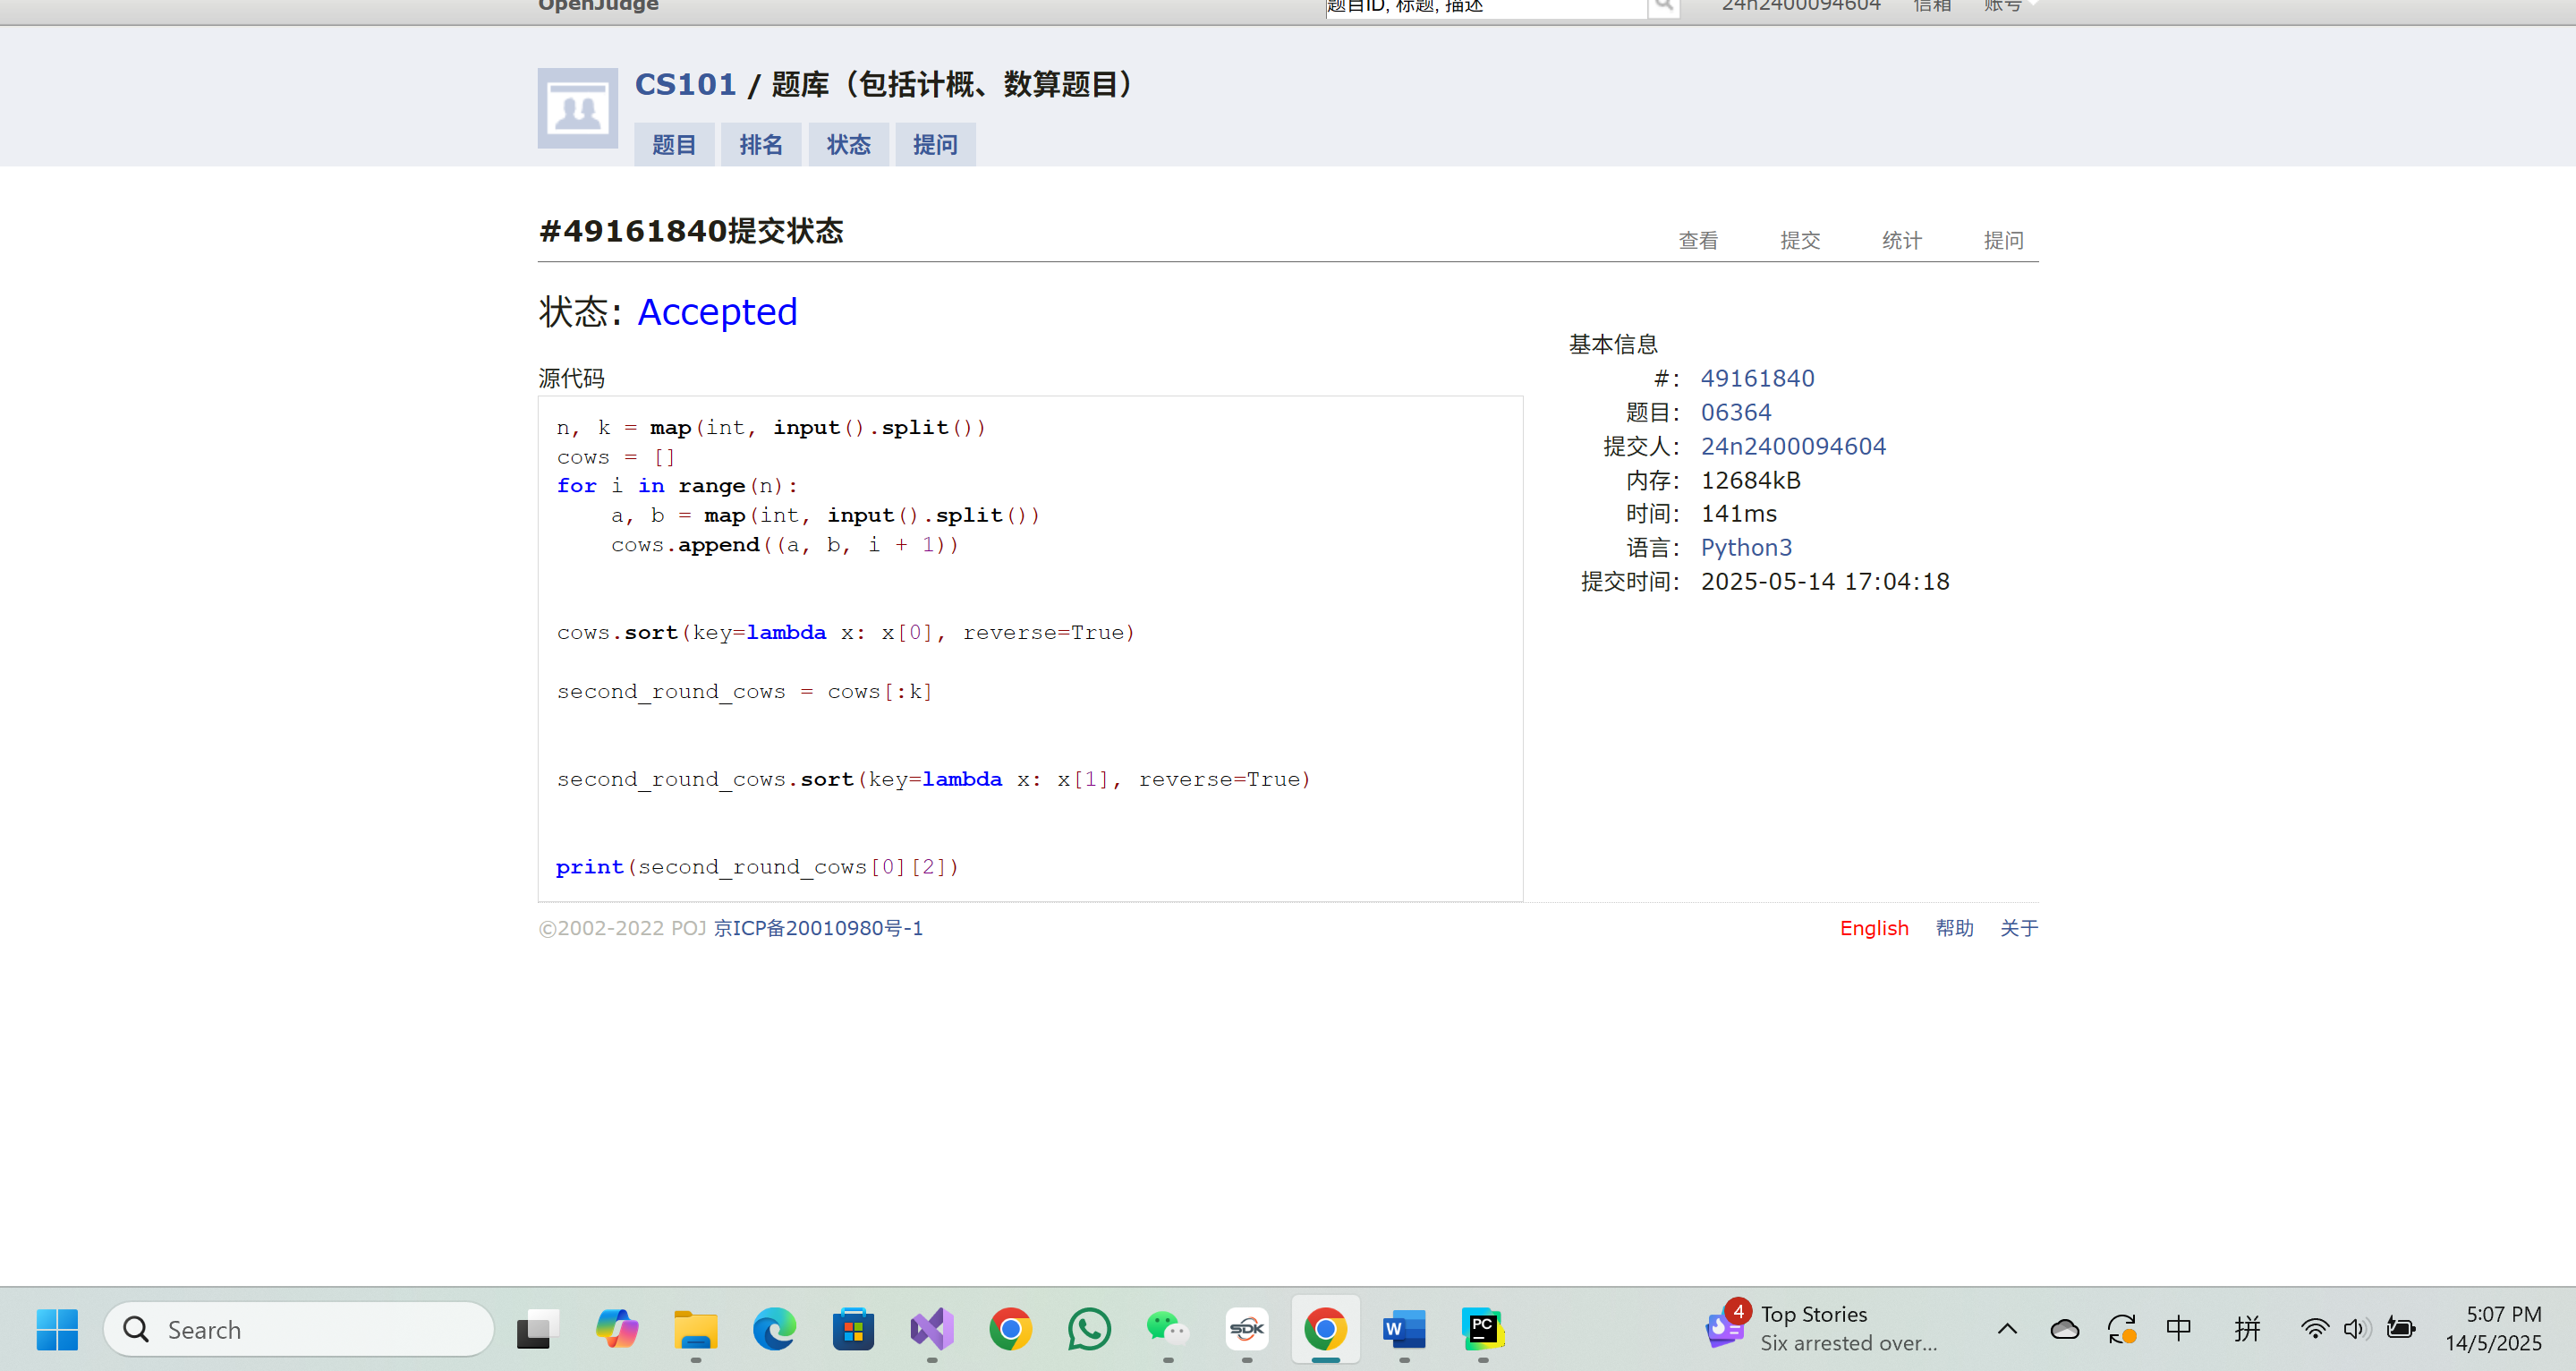 OpenJudge
题目ID, 标题, 描述
24n2400094604 信箱 账号
CS101 / 题库（包括计概、数算题目）
题目 排名 状态 提问
#49161840提交状态
查看 提交 统计 提问
状态: Accepted
源代码
n, k = map(int, input().split())
cows = []
for i in range(n):
    a, b = map(int, input().split())
    cows.append((a, b, i + 1))
cows.sort(key=lambda x: x[0], reverse=True)
second_round_cows = cows[:k]
second_round_cows.sort(key=lambda x: x[1], reverse=True)
print(second_round_cows[0][2])
基本信息
#: 49161840
题目: 06364
提交人: 24n2400094604
内存: 12684kB
时间: 141ms
语言: Python3
提交时间: 2025-05-14 17:04:18
©2002-2022 POJ 京ICP备20010980号-1
English 帮助 关于
Search
SDK
W
PC
4
Top Stories
Six arrested over...
中
拼
5:07 PM
14/5/2025